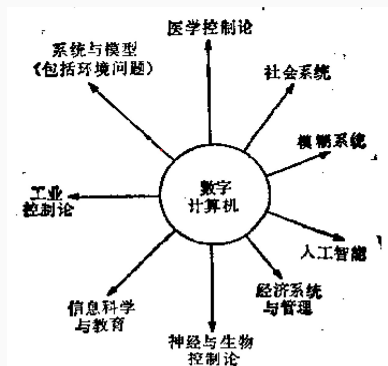 医学控制论
系统与模型
(包括环境问题)
社会系统
模糊系统
数字
计算机
工业
控制论
人工智能
经济系统
与管理
信息科学
与教育
神经与生物
控制论